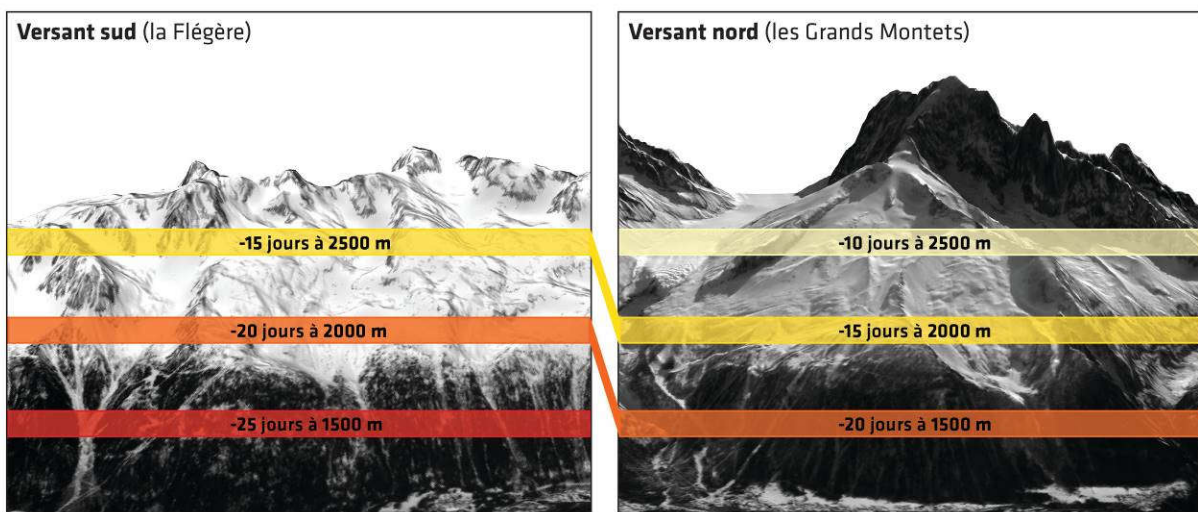 Versant sud (la Flégère)
-15 jours à 2500 m
-20 jours à 2000 m
-25 jours à 1500 m
Versant nord (les Grands Montets)
-10 jours à 2500 m
-15 jours à 2000 m
-20 jours à 1500 m